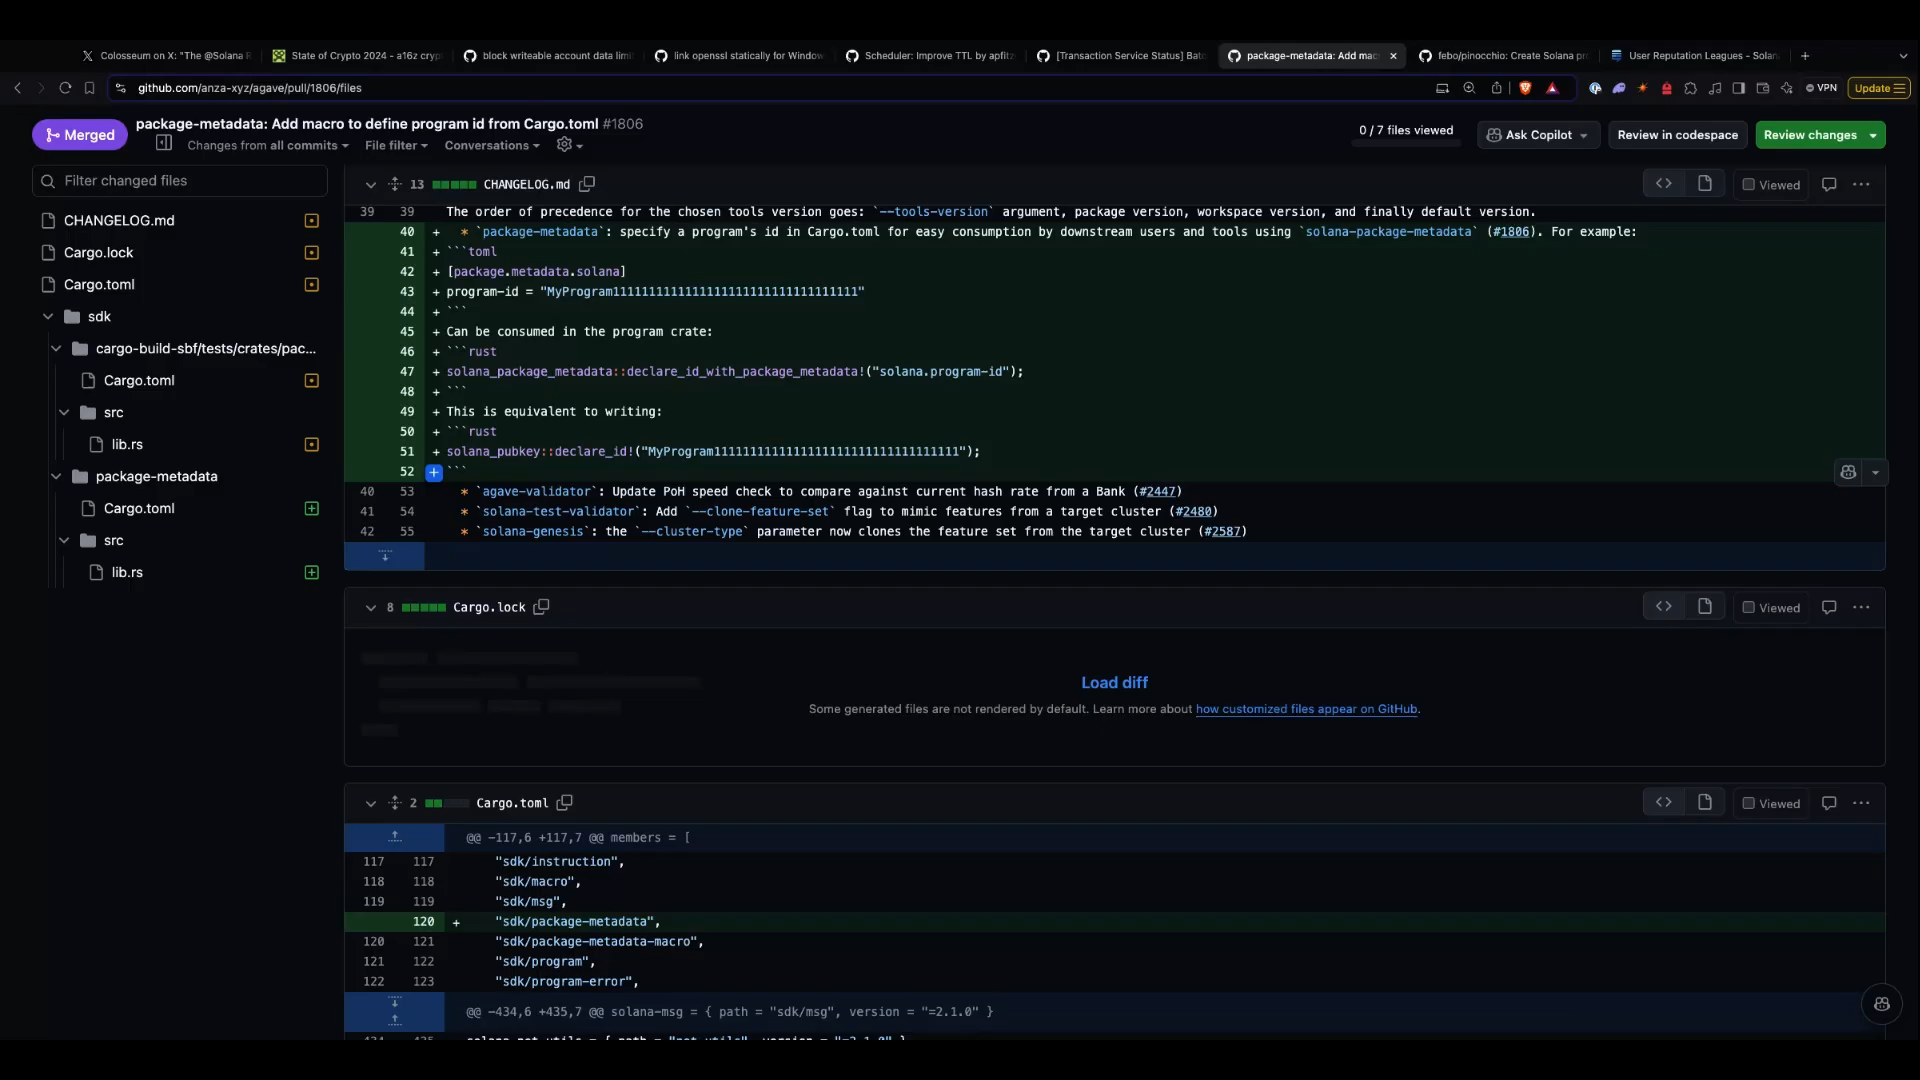 Colosseum on X: "The @Solana R
State of Crypto 2024 - a16z cryp
block writeable account data limi
link openssl statically for Window
Scheduler: Improve TTL by apfitz
[Transaction Service Status] Batc
package-metadata: Add mac
febo/pinocchio: Create Solana pr
User Reputation Leagues - Solan
github.com/anza-xyz/agave/pull/1806/files
VPN
Update
Merged
package-metadata: Add macro to define program id from Cargo.toml #1806
Changes from all commits
File filter
Conversations
0 / 7 files viewed
Ask Copilot
Review in codespace
Review changes
Filter changed files
CHANGELOG.md
Cargo.lock
Cargo.toml
sdk
cargo-build-sbf/tests/crates/pac...
Cargo.toml
src
lib.rs
package-metadata
Cargo.toml
src
lib.rs
13 CHANGELOG.md
Viewed
39 39 The order of precedence for the chosen tools version goes: `--tools-version` argument, package version, workspace version, and finally default version.
40 + * `package-metadata`: specify a program's id in Cargo.toml for easy consumption by downstream users and tools using `solana-package-metadata` (#1806). For example:
41 + ```toml
42 + [package.metadata.solana]
43 + program-id = "MyProgram1111111111111111111111111111111111"
44 + ```
45 + Can be consumed in the program crate:
46 + ```rust
47 + solana_package_metadata::declare_id_with_package_metadata!("solana.program-id");
48 + ```
49 + This is equivalent to writing:
50 + ```rust
51 + solana_pubkey::declare_id!("MyProgram1111111111111111111111111111111111");
52 + ```
40 53 * `agave-validator`: Update PoH speed check to compare against current hash rate from a Bank (#2447)
41 54 * `solana-test-validator`: Add `--clone-feature-set` flag to mimic features from a target cluster (#2480)
42 55 * `solana-genesis`: the `--cluster-type` parameter now clones the feature set from the target cluster (#2587)
8 Cargo.lock
Viewed
Load diff
Some generated files are not rendered by default. Learn more about how customized files appear on GitHub.
2 Cargo.toml
Viewed
@@ -117,6 +117,7 @@ members = [
117 117 "sdk/instruction",
118 118 "sdk/macro",
119 119 "sdk/msg",
120 + "sdk/package-metadata",
120 121 "sdk/package-metadata-macro",
121 122 "sdk/program",
122 123 "sdk/program-error",
@@ -434,6 +435,7 @@ solana-msg = { path = "sdk/msg", version = "=2.1.0" }
434 435 solana-net-utils = { path = "net-utils", version = "=2.1.0" }